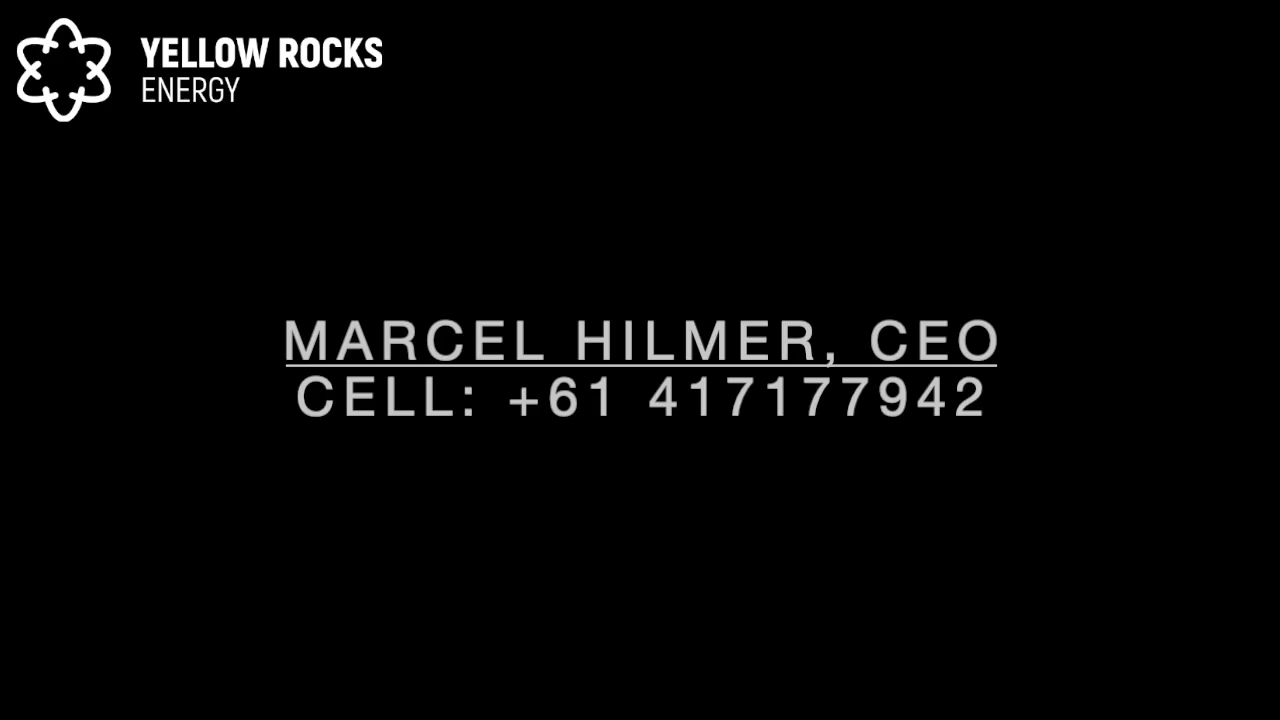 YELLOW ROCKS
ENERGY
MARCEL HILMER, CEO
CELL: +61 417177942